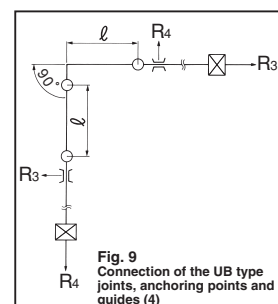 ℓ
R4
R3
90°
ℓ
R3
R4
Fig. 9
Connection of the UB type
joints, anchoring points and
guides (4)